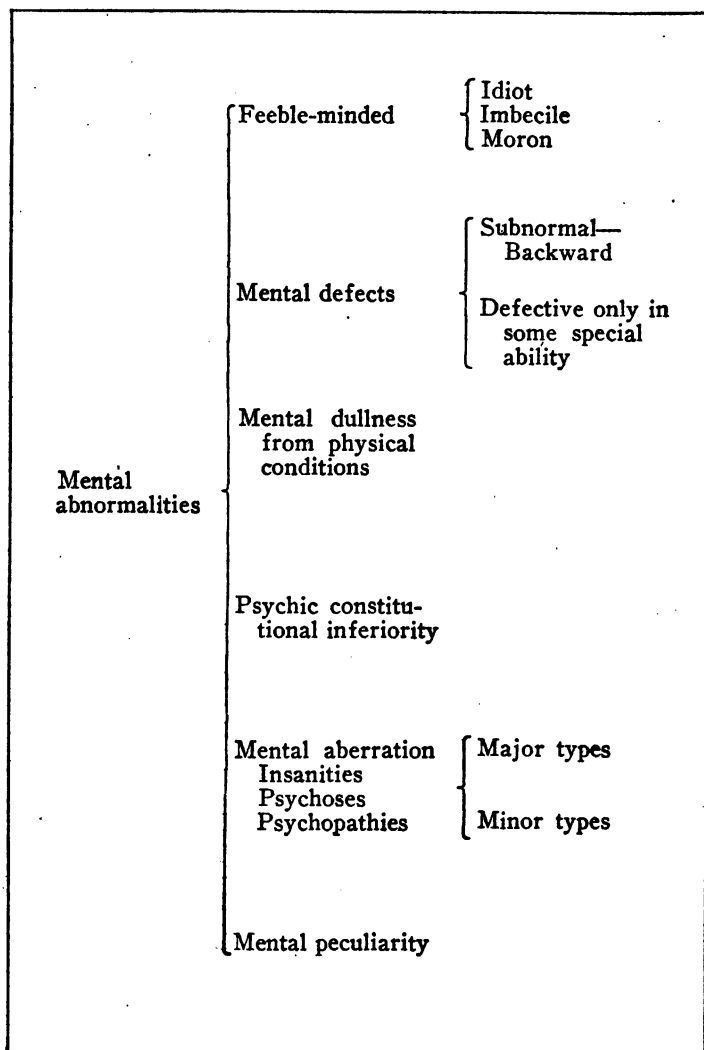 Mental
abnormalities
Feeble-minded
Idiot
Imbecile
Moron
Mental defects
Subnormal—
Backward
Defective only in
some special
ability
Mental dullness
from physical
conditions
Psychic constitu-
tional inferiority
Mental aberration
Insanities
Psychoses
Psychopathies
Major types
Minor types
Mental peculiarity